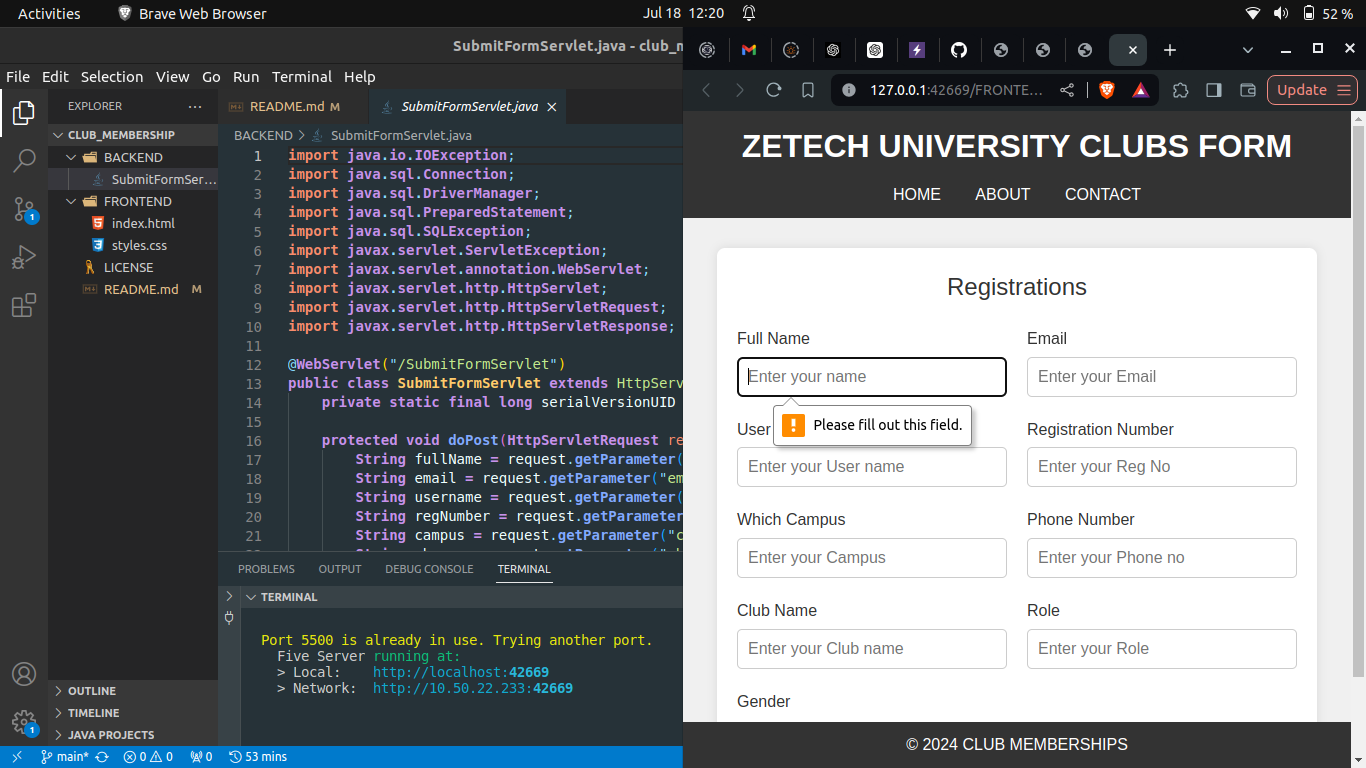 Activities
Brave Web Browser
Jul 18 12:20
52 %
SubmitFormServlet.java - club_m
File Edit Selection View Go Run Terminal Help
EXPLORER
CLUB_MEMBERSHIP
BACKEND
SubmitFormSer...
FRONTEND
index.html
styles.css
LICENSE
README.md M
OUTLINE
TIMELINE
JAVA PROJECTS
README.md M
SubmitFormServlet.java
BACKEND > SubmitFormServlet.java
1 import java.io.IOException;
2 import java.sql.Connection;
3 import java.sql.DriverManager;
4 import java.sql.PreparedStatement;
5 import java.sql.SQLException;
6 import javax.servlet.ServletException;
7 import javax.servlet.annotation.WebServlet;
8 import javax.servlet.http.HttpServlet;
9 import javax.servlet.http.HttpServletRequest;
10 import javax.servlet.http.HttpServletResponse;
11
12 @WebServlet("/SubmitFormServlet")
13 public class SubmitFormServlet extends HttpServ
14 private static final long serialVersionUID
15
16 protected void doPost(HttpServletRequest re
17 String fullName = request.getParameter(
18 String email = request.getParameter("em
19 String username = request.getParameter(
20 String regNumber = request.getParameter
21 String campus = request.getParameter("c
PROBLEMS OUTPUT DEBUG CONSOLE TERMINAL
TERMINAL
Port 5500 is already in use. Trying another port.
Five Server running at:
> Local: http://localhost:42669
> Network: http://10.50.22.233:42669
1
1
main* 0 0 0 53 mins
127.0.0.1:42669/FRONTE...
Update
ZETECH UNIVERSITY CLUBS FORM
HOME ABOUT CONTACT
Registrations
Full Name
Enter your name
Email
Enter your Email
Please fill out this field.
User
Enter your User name
Registration Number
Enter your Reg No
Which Campus
Enter your Campus
Phone Number
Enter your Phone no
Club Name
Enter your Club name
Role
Enter your Role
Gender
© 2024 CLUB MEMBERSHIPS